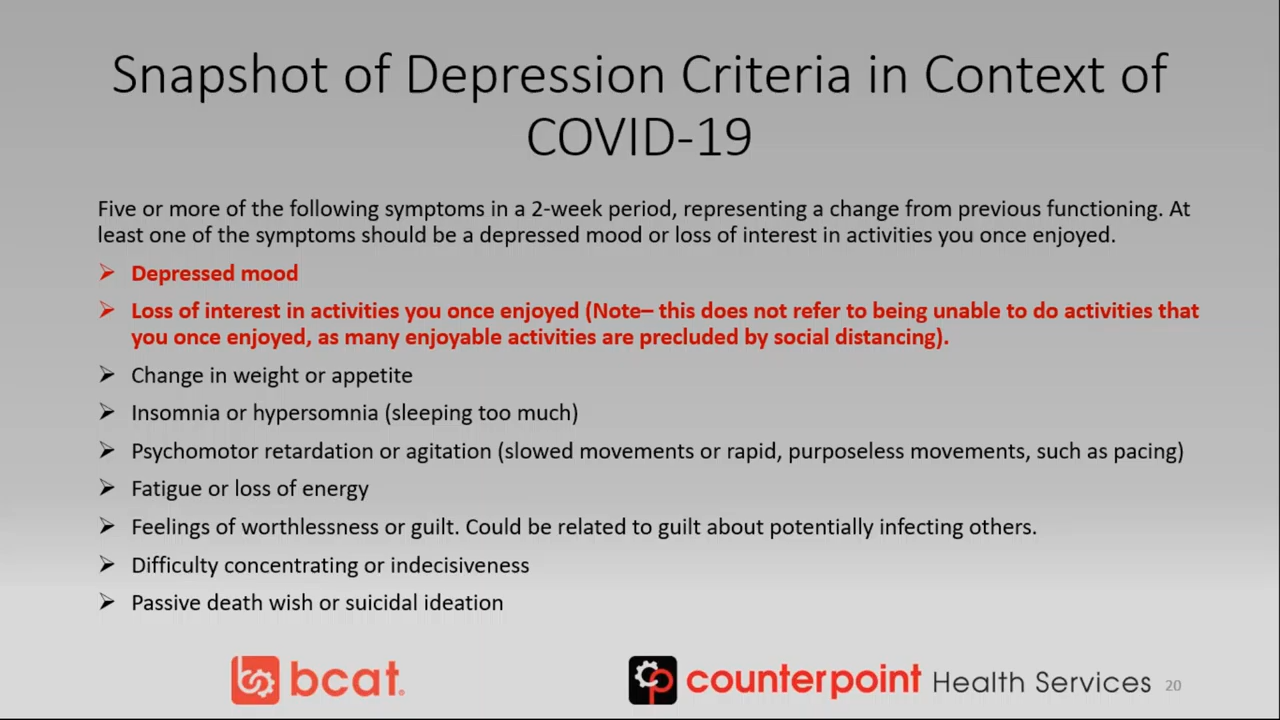 Snapshot of Depression Criteria in Context of
COVID-19
Five or more of the following symptoms in a 2-week period, representing a change from previous functioning. At
least one of the symptoms should be a depressed mood or loss of interest in activities you once enjoyed.
➢ Depressed mood
➢ Loss of interest in activities you once enjoyed (Note– this does not refer to being unable to do activities that
you once enjoyed, as many enjoyable activities are precluded by social distancing).
➢ Change in weight or appetite
➢ Insomnia or hypersomnia (sleeping too much)
➢ Psychomotor retardation or agitation (slowed movements or rapid, purposeless movements, such as pacing)
➢ Fatigue or loss of energy
➢ Feelings of worthlessness or guilt. Could be related to guilt about potentially infecting others.
➢ Difficulty concentrating or indecisiveness
➢ Passive death wish or suicidal ideation
bcat®
cp counterpoint Health Services 20